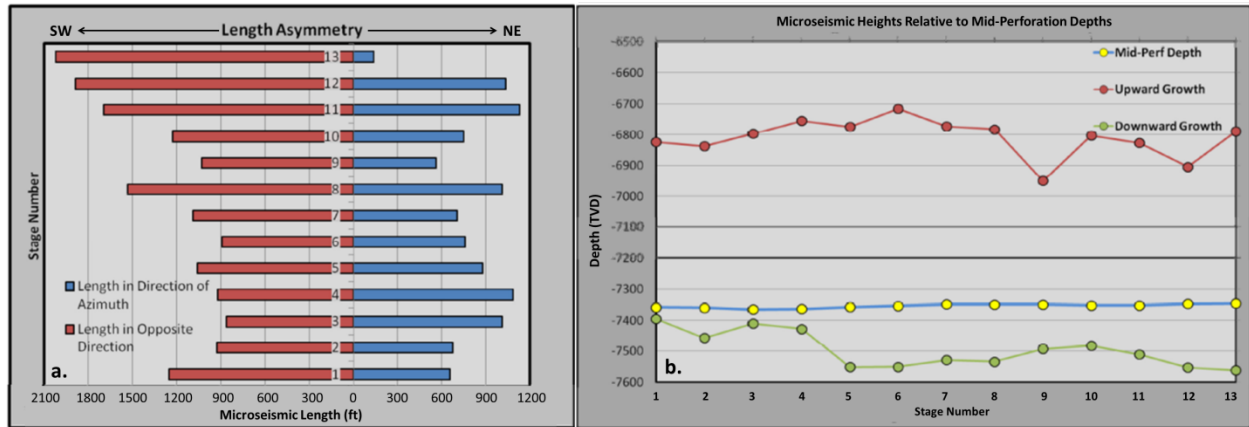 SW Length Asymmetry NE
13
12
11
10
9
8
7
6
5
4
3
2
1
Stage Number
Length in Direction of
Azimuth
Length in Opposite
Direction
a.
2100 1800 1500 1200 900 600 300 0 300 600 900 1200
Microseismic Length (ft)
Microseismic Heights Relative to Mid-Perforation Depths
-6500
-6600
-6700
-6800
-6900
-7000
-7100
-7200
-7300
-7400
-7500
-7600
Depth (TVD)
Mid-Perf Depth
Upward Growth
Downward Growth
b.
1 2 3 4 5 6 7 8 9 10 11 12 13
Stage Number